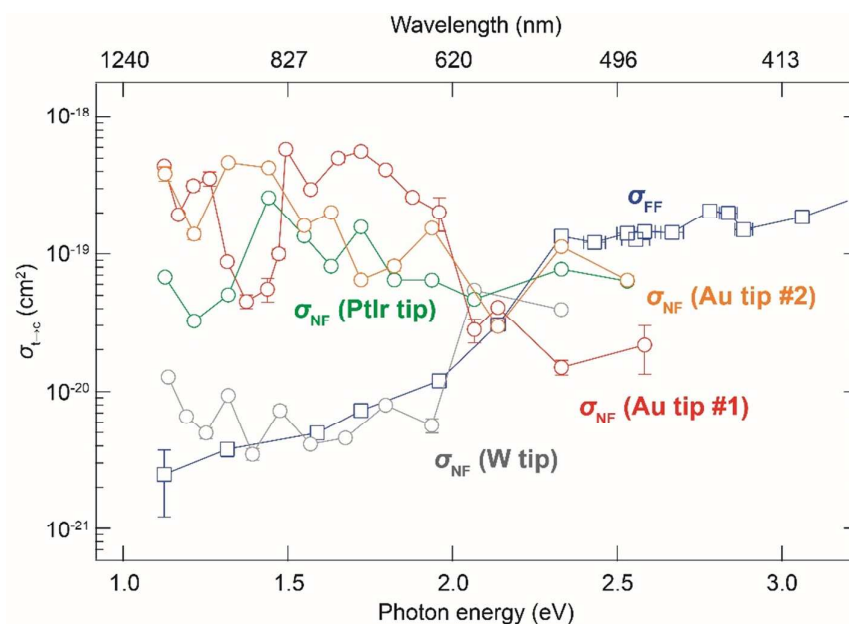 Wavelength (nm)
1240 827 620 496 413
10⁻¹⁸
σFF
10⁻¹⁹
σNF (PtIr tip)
σNF (Au tip #2)
σt→c (cm²)
10⁻²⁰
σNF (Au tip #1)
σNF (W tip)
10⁻²¹
1.0 1.5 2.0 2.5 3.0
Photon energy (eV)